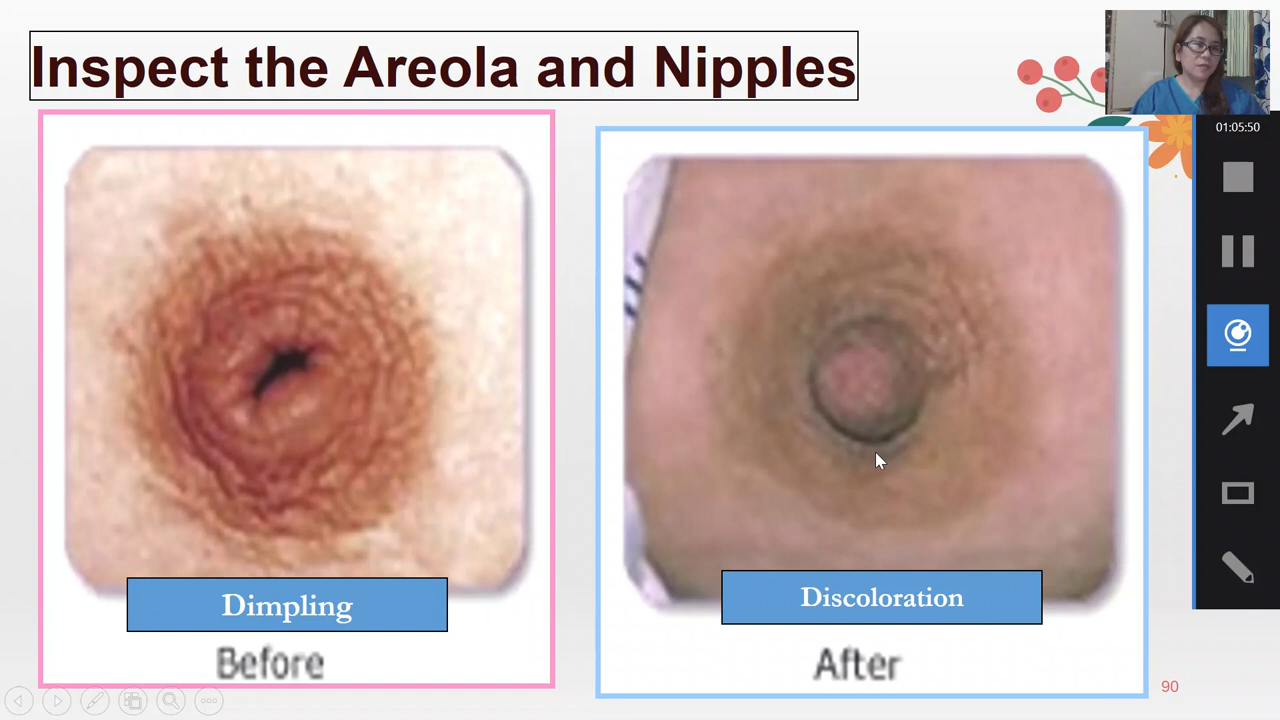 Inspect the Areola and Nipples
01:05:50
Dimpling
Discoloration
Before
After
90